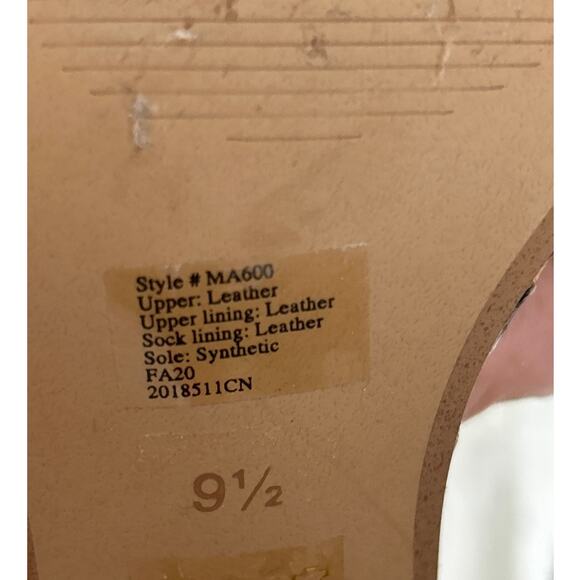 Style # MA600
Upper: Leather
Upper lining: Leather
Sock lining: Leather
Sole: Synthetic
FA20
2018511CN
9½